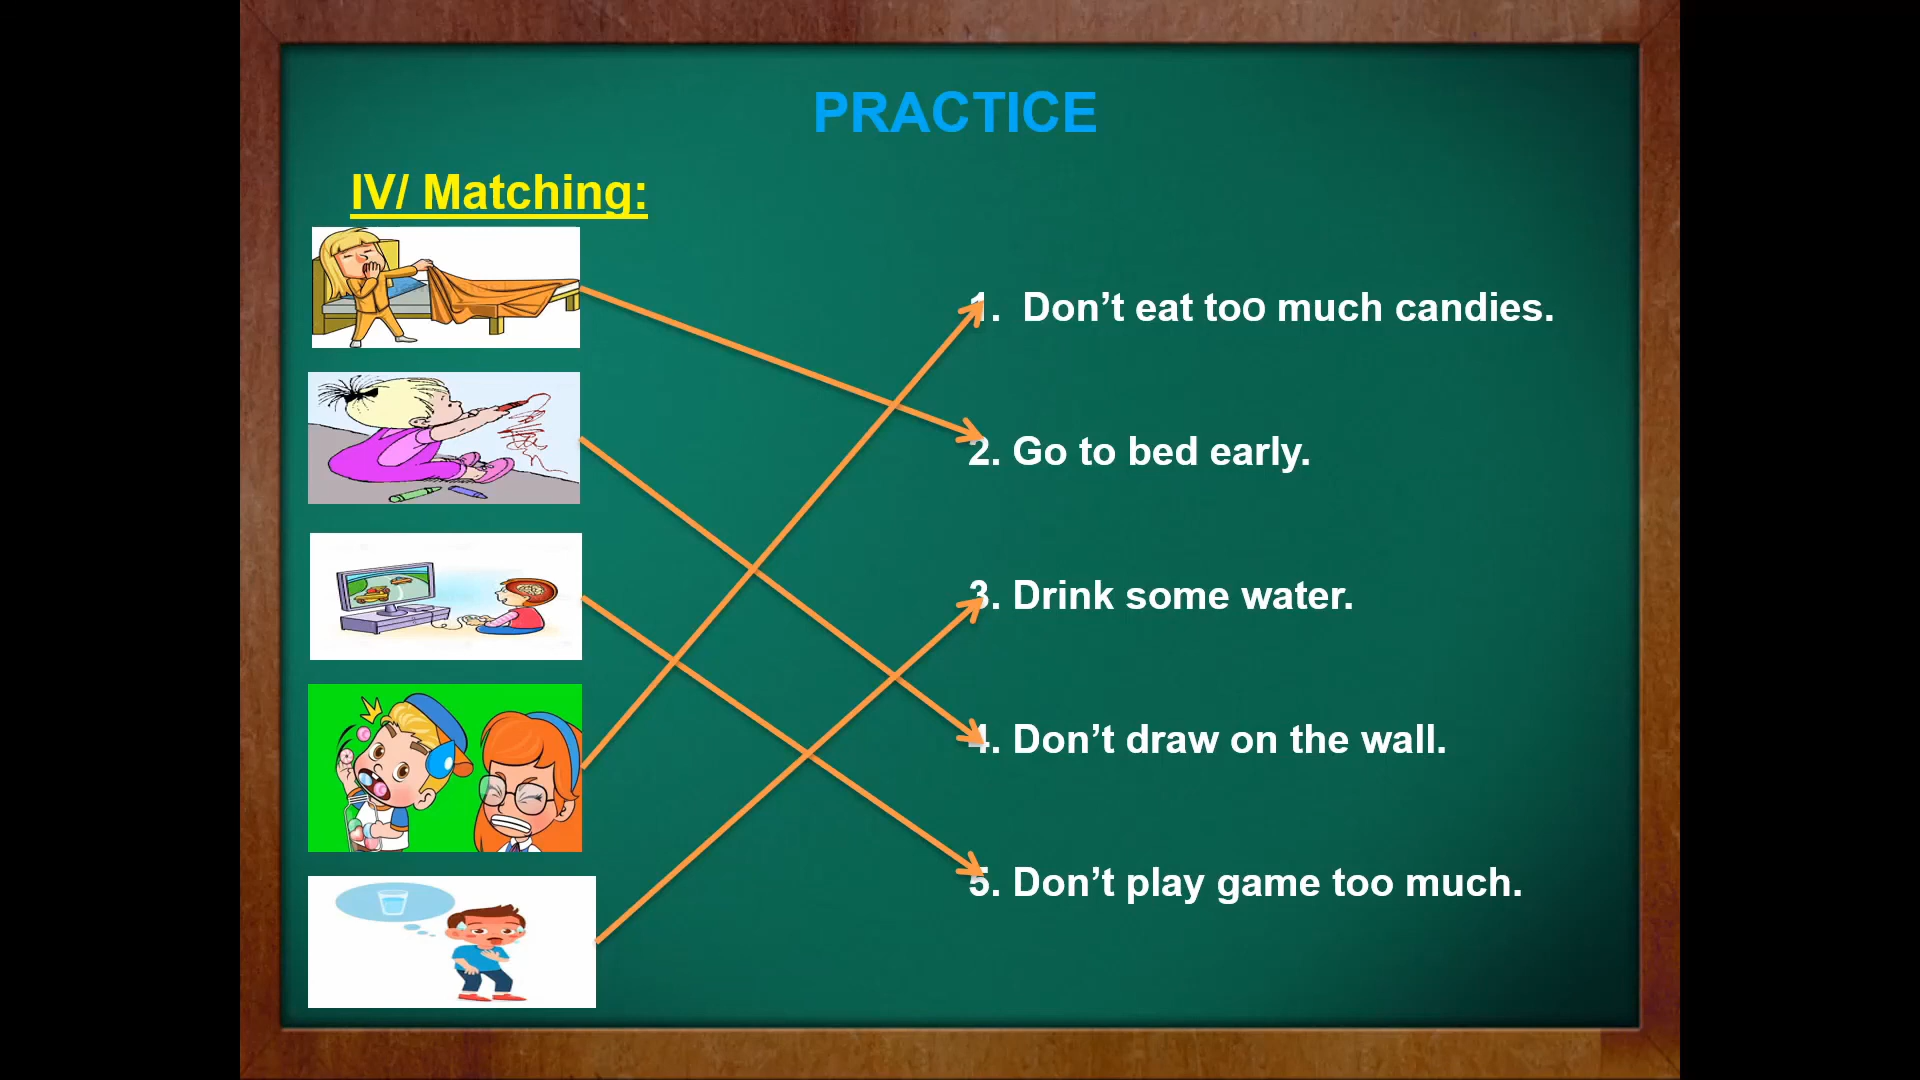 PRACTICE
IV/ Matching:
1. Don’t eat too much candies.
2. Go to bed early.
3. Drink some water.
4. Don’t draw on the wall.
5. Don’t play game too much.